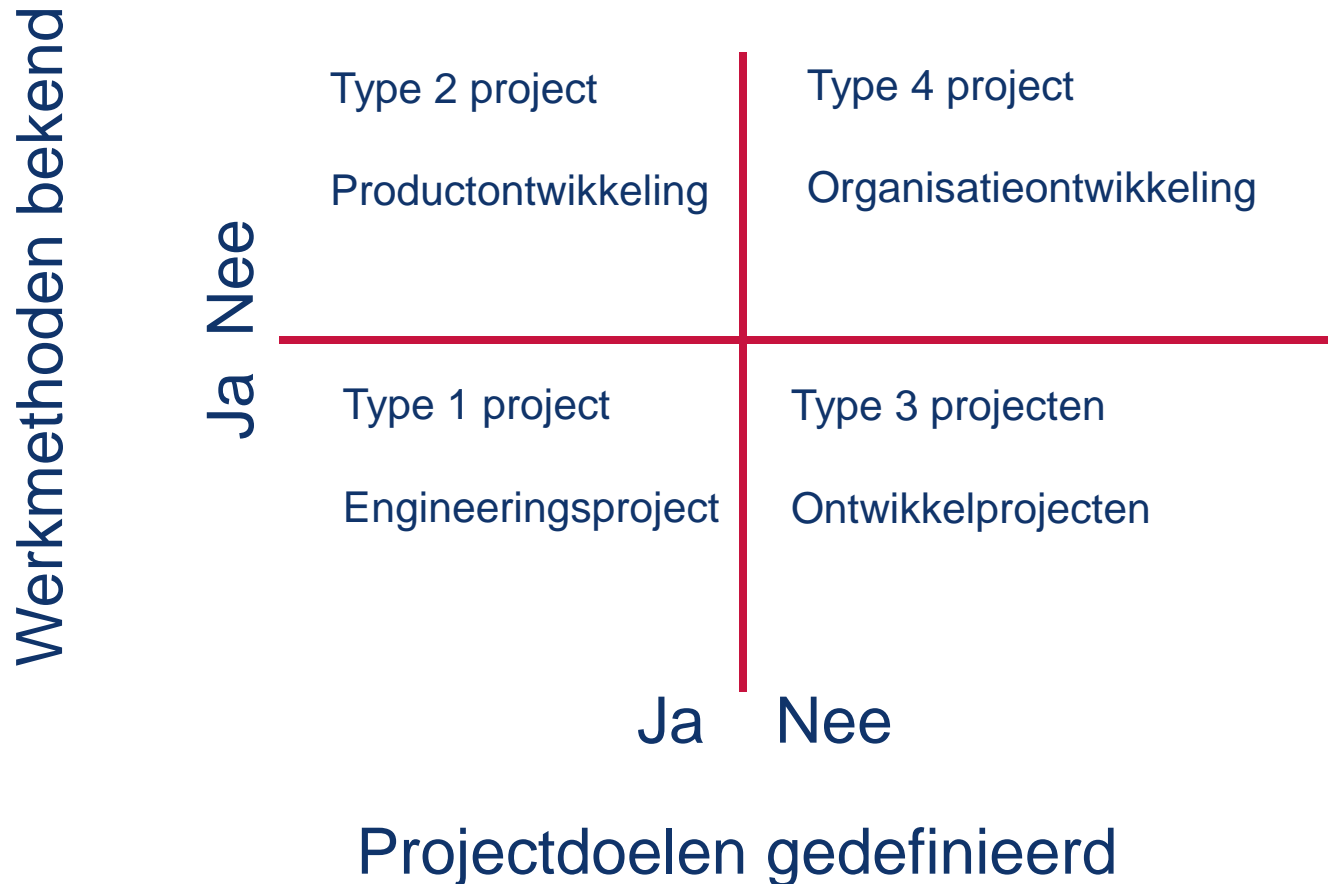 Werkmethoden bekend
Nee
Ja
Type 2 project
Productontwikkeling
Type 4 project
Organisatieontwikkeling
Type 1 project
Engineeringsproject
Type 3 projecten
Ontwikkelprojecten
Ja
Nee
Projectdoelen gedefinieerd